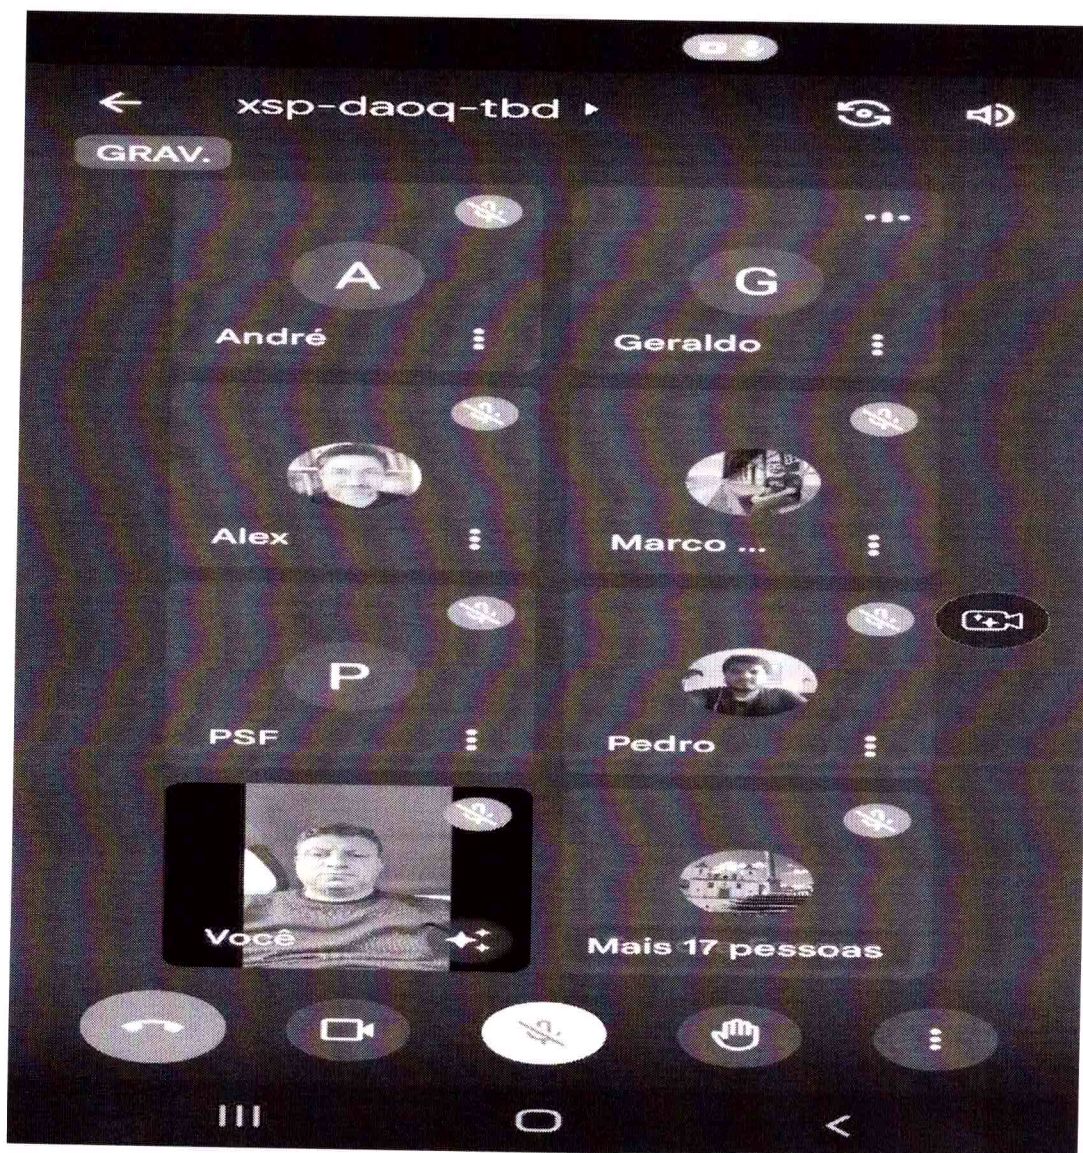 xsp-daoq-tbd
GRAV.
A
G
André
Geraldo
Alex
Marco ...
P
PSF
Pedro
Você
Mais 17 pessoas